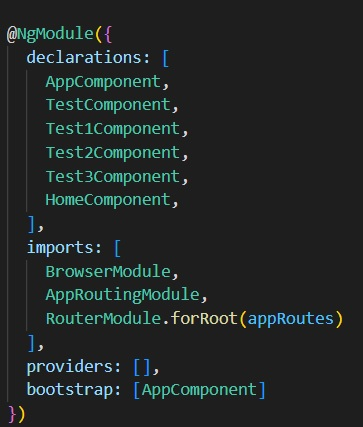 @NgModule({
  declarations: [
    AppComponent,
    TestComponent,
    Test1Component,
    Test2Component,
    Test3Component,
    HomeComponent,
  ],
  imports: [
    BrowserModule,
    AppRoutingModule,
    RouterModule.forRoot(appRoutes)
  ],
  providers: [],
  bootstrap: [AppComponent]
})